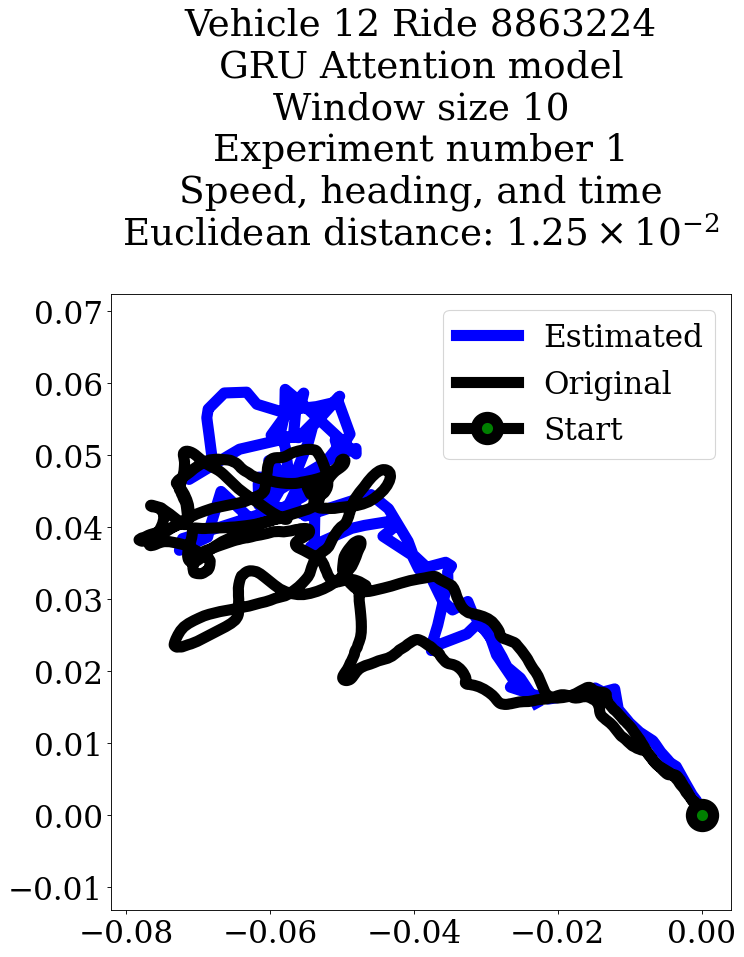 Vehicle 12 Ride 8863224
GRU Attention model
Window size 10
Experiment number 1
Speed, heading, and time
Euclidean distance: 1.25 × 10⁻²
0.07
0.06
0.05
0.04
0.03
0.02
0.01
0.00
−0.01
Estimated
Original
Start
−0.08
−0.06
−0.04
−0.02
0.00